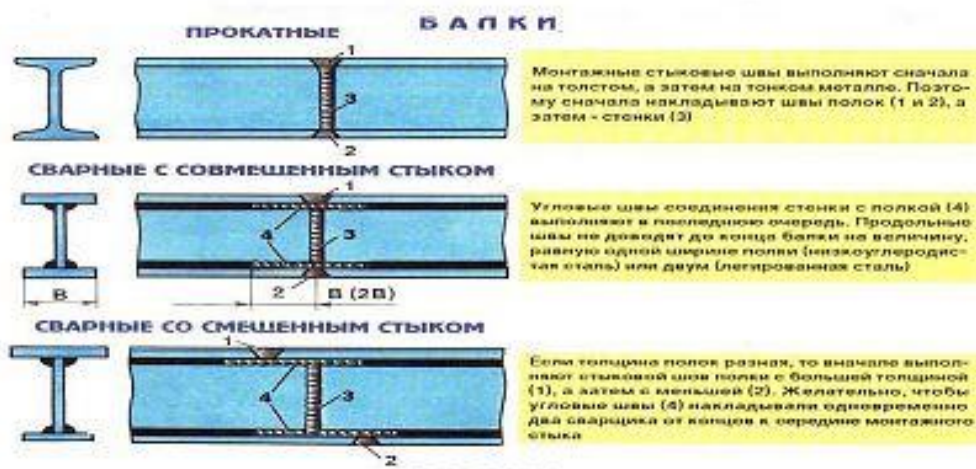 БАЛКИ
ПРОКАТНЫЕ
1
3
2
Монтажные стыковые швы выполняют сначала
на толстом, а затем на тонком металле. Поэто-
му сначала накладывают швы полок (1 и 2), а
затем - стенки (3)
СВАРНЫЕ С СОВМЕШЕННЫМ СТЫКОМ
1
4
3
2
В
В (2В)
Угловые швы соединения стенки с полкой (4)
выполняют в последнюю очередь. Продольные
швы не доводят до конца балки на величину,
равную одной ширине полки (низкоуглеродис-
тая сталь) или двум (легированная сталь)
СВАРНЫЕ СО СМЕШЕННЫМ СТЫКОМ
1
4
3
2
Если толщина полок разная, то вначале выпол-
няют стыковой шов полки с большей толщиной
(1), а затем с меньшей (2). Желательно, чтобы
угловые швы (4) накладывали одновременно
два сварщика от концов к середине монтажного
стыка